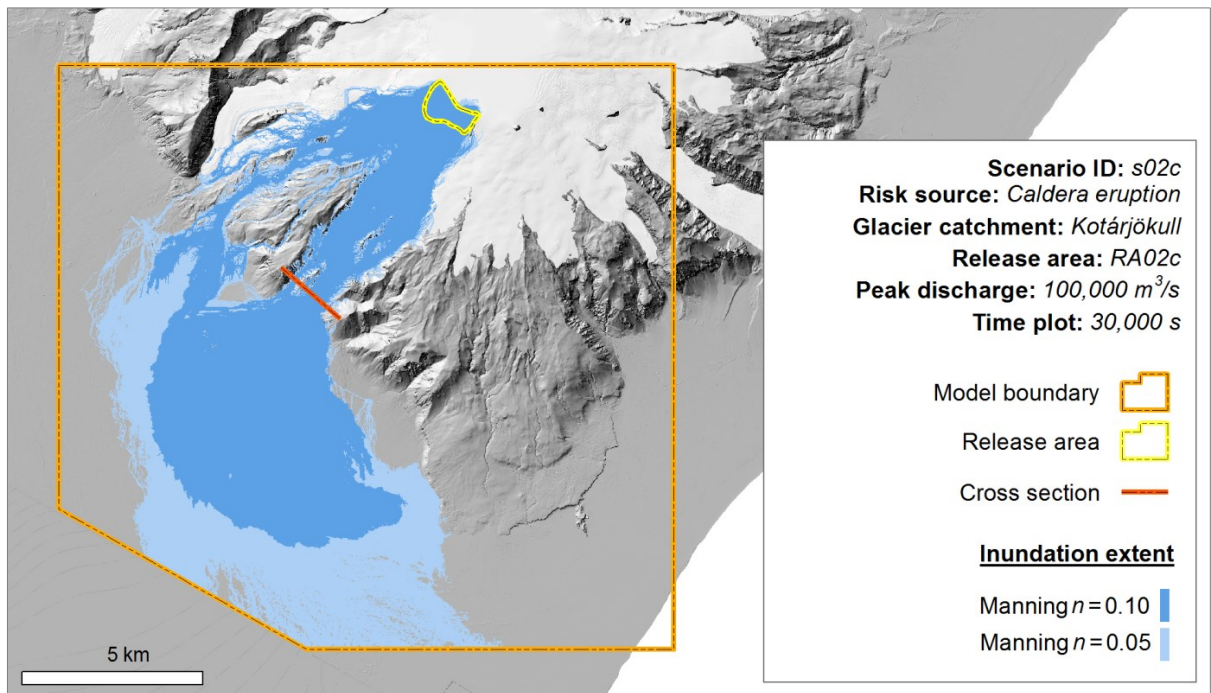 Scenario ID: s02c
Risk source: Caldera eruption
Glacier catchment: Kotárjökull
Release area: RA02c
Peak discharge: 100,000 m³/s
Time plot: 30,000 s
Model boundary
Release area
Cross section
Inundation extent
Manning n = 0.10
Manning n = 0.05
5 km